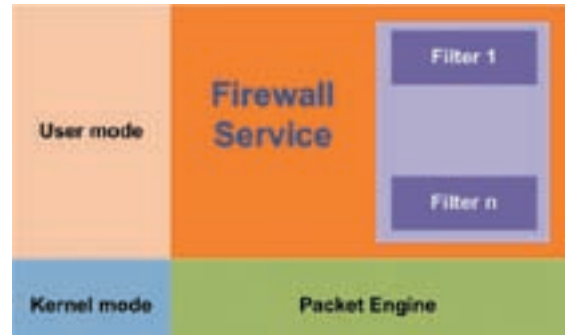 User mode
Firewall
Service
Filter 1
Filter n
Kernel mode
Packet Engine